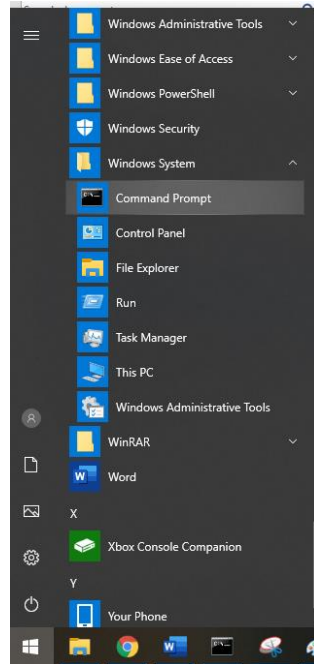 Windows Administrative Tools
Windows Ease of Access
Windows PowerShell
Windows Security
Windows System
Command Prompt
Control Panel
File Explorer
Run
Task Manager
This PC
Windows Administrative Tools
WinRAR
Word
X
Xbox Console Companion
Y
Your Phone